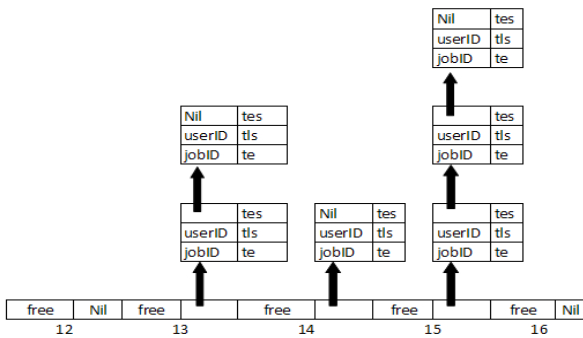 Nil tes
userID tls
jobID te
Nil tes
userID tls
jobID te
tes
userID tls
jobID te
tes
userID tls
jobID te
Nil tes
userID tls
jobID te
tes
userID tls
jobID te
free Nil free free free free Nil
12 13 14 15 16